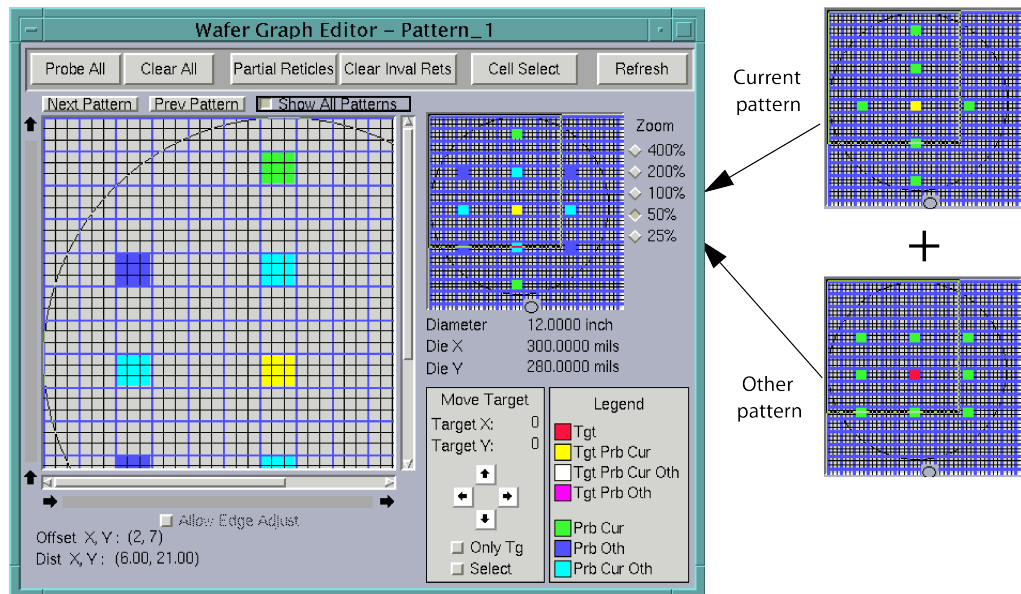 Wafer Graph Editor – Pattern_1
Probe All
Clear All
Partial Reticles
Clear Inval Rets
Cell Select
Refresh
Next Pattern
Prev Pattern
Show All Patterns
Zoom
400%
200%
100%
50%
25%
Diameter 12.0000 inch
Die X 300.0000 mils
Die Y 280.0000 mils
Move Target
Target X: 0
Target Y: 0
Only Tg
Select
Legend
Tgt
Tgt Prb Cur
Tgt Prb Cur Oth
Tgt Prb Oth
Prb Cur
Prb Oth
Prb Cur Oth
Allow Edge Adjust
Offset X, Y : (2, 7)
Dist X, Y : (6.00, 21.00)
Current
pattern
+
Other
pattern